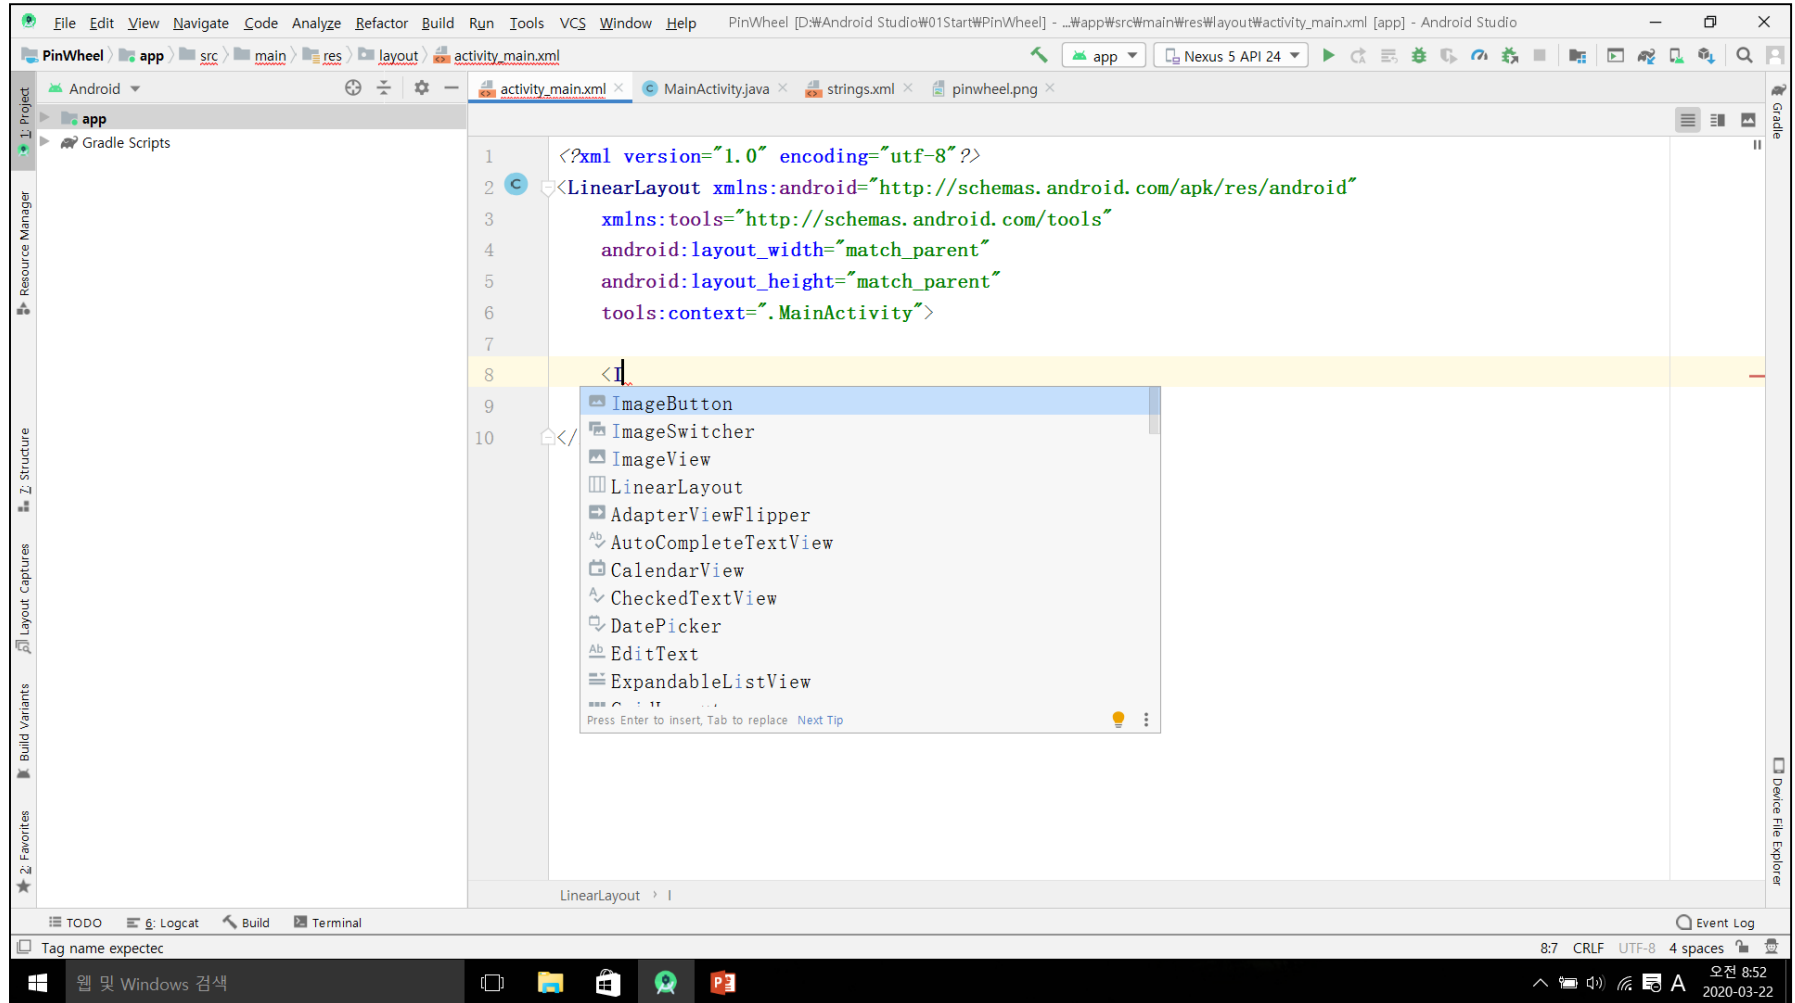 File Edit View Navigate Code Analyze Refactor Build Run Tools VCS Window Help PinWheel [D:₩Android Studio₩01Start₩PinWheel] - ...₩app₩src₩main₩res₩layout₩activity_main.xml [app] - Android Studio
PinWheel app src main res layout activity_main.xml app Nexus 5 API 24
Android activity_main.xml MainActivity.java strings.xml pinwheel.png
app
Gradle Scripts
1: Project
Resource Manager
Z: Structure
Layout Captures
Build Variants
2: Favorites
Gradle
Device File Explorer
1 <?xml version="1.0" encoding="utf-8"?>
2 C <LinearLayout xmlns:android="http://schemas.android.com/apk/res/android"
3 xmlns:tools="http://schemas.android.com/tools"
4 android:layout_width="match_parent"
5 android:layout_height="match_parent"
6 tools:context=".MainActivity">
7
8 <I
9
10 </
ImageButton
ImageSwitcher
ImageView
LinearLayout
AdapterViewFlipper
AutoCompleteTextView
CalendarView
CheckedTextView
DatePicker
EditText
ExpandableListView
Press Enter to insert, Tab to replace Next Tip
LinearLayout › I
TODO 6: Logcat Build Terminal Event Log
Tag name expectec 8:7 CRLF UTF-8 4 spaces
웹 및 Windows 검색 A 오전 8:52
2020-03-22